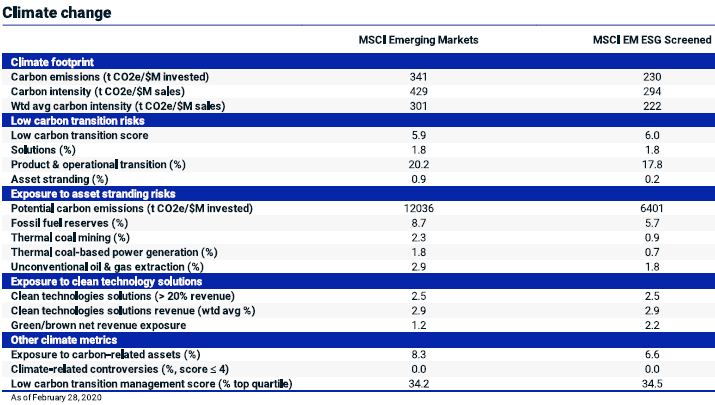 Climate change
MSCI Emerging Markets MSCI EM ESG Screened
Climate footprint
Carbon emissions (t CO2e/$M invested) 341 230
Carbon intensity (t CO2e/$M sales) 429 294
Wtd avg carbon intensity (t CO2e/$M sales) 301 222
Low carbon transition risks
Low carbon transition score 5.9 6.0
Solutions (%) 1.8 1.8
Product & operational transition (%) 20.2 17.8
Asset stranding (%) 0.9 0.2
Exposure to asset stranding risks
Potential carbon emissions (t CO2e/$M invested) 12036 6401
Fossil fuel reserves (%) 8.7 5.7
Thermal coal mining (%) 2.3 0.9
Thermal coal-based power generation (%) 1.8 0.7
Unconventional oil & gas extraction (%) 2.9 1.8
Exposure to clean technology solutions
Clean technologies solutions (> 20% revenue) 2.5 2.5
Clean technologies solutions revenue (wtd avg %) 2.9 2.9
Green/brown net revenue exposure 1.2 2.2
Other climate metrics
Exposure to carbon-related assets (%) 8.3 6.6
Climate-related controversies (%, score ≤ 4) 0.0 0.0
Low carbon transition management score (% top quartile) 34.2 34.5
As of February 28, 2020